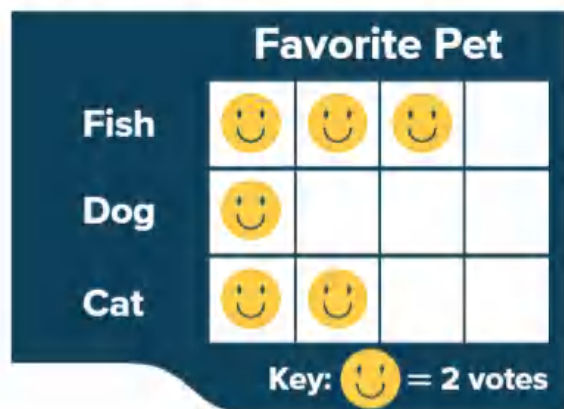 Favorite Pet
Fish
Dog
Cat
Key: = 2 votes